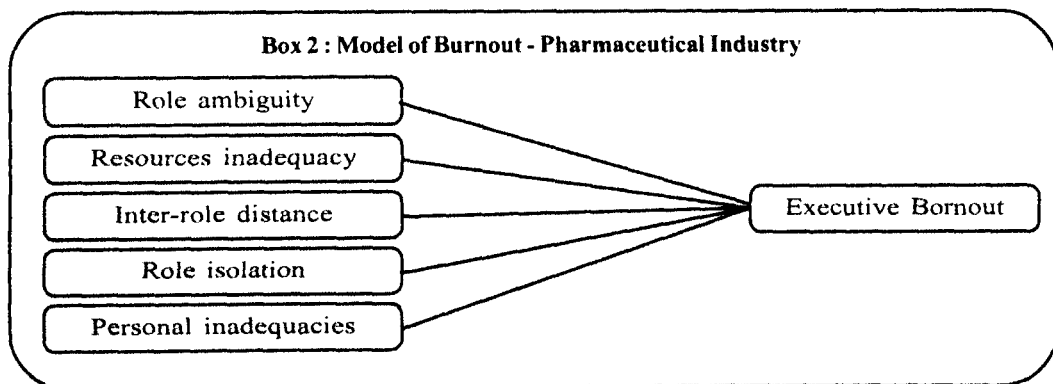 Box 2 : Model of Burnout - Pharmaceutical Industry
Role ambiguity
Resources inadequacy
Inter-role distance
Role isolation
Personal inadequacies
Executive Bornout